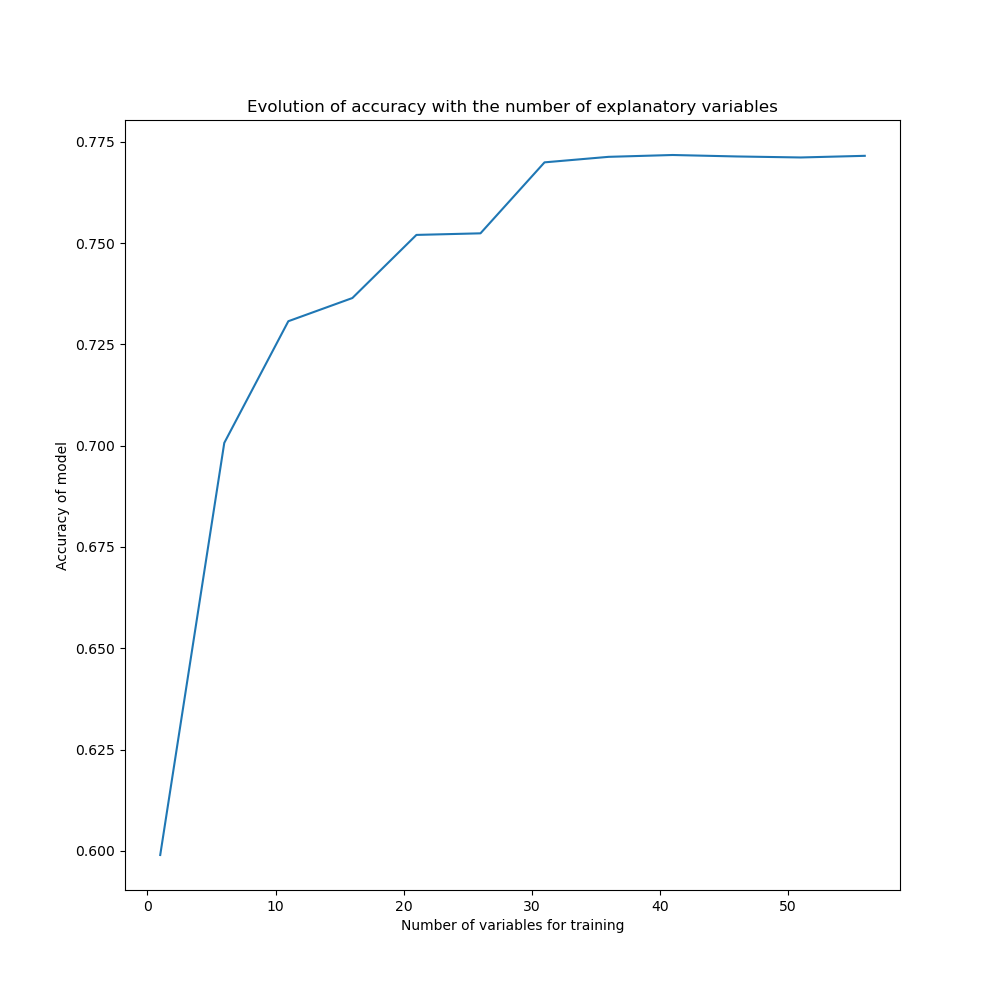 Evolution of accuracy with the number of explanatory variables
0.775
0.750
0.725
0.700
0.675
0.650
0.625
0.600
Accuracy of model
0 10 20 30 40 50
Number of variables for training